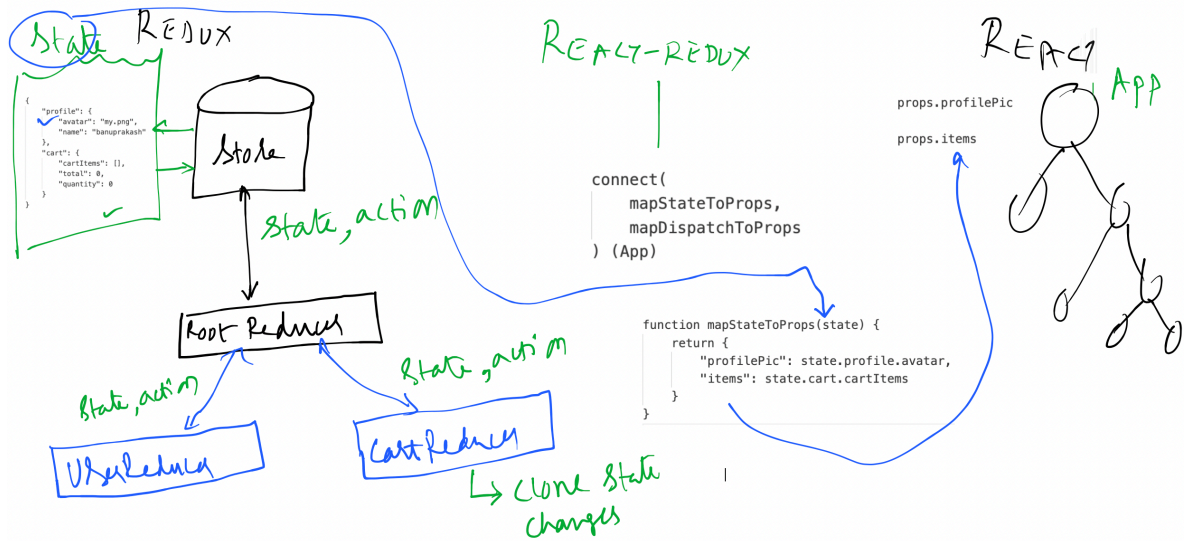 State
REDUX
{
"profile": {
"avatar": "my.png",
"name": "banuprakash"
},
"cart": {
"cartItems": [],
"total": 0,
"quantity": 0
}
}
Store
State, action
Root Reducer
State, action
State, action
UserReducer
CartReducer
↳ clone state
changes
REACT-REDUX
connect(
mapStateToProps,
mapDispatchToProps
) (App)
function mapStateToProps(state) {
return {
"profilePic": state.profile.avatar,
"items": state.cart.cartItems
}
}
REACT
APP
props.profilePic
props.items